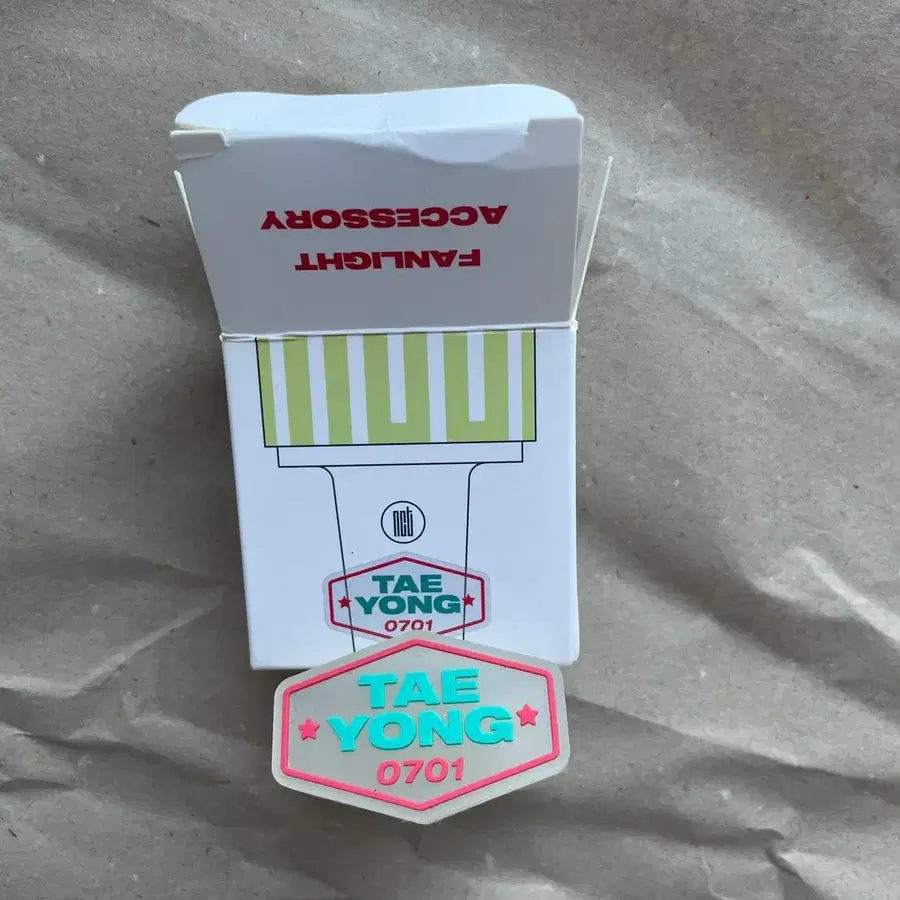 FANLIGHT
ACCESSORY
nct
TAE
YONG
0701
TAE
YONG
0701